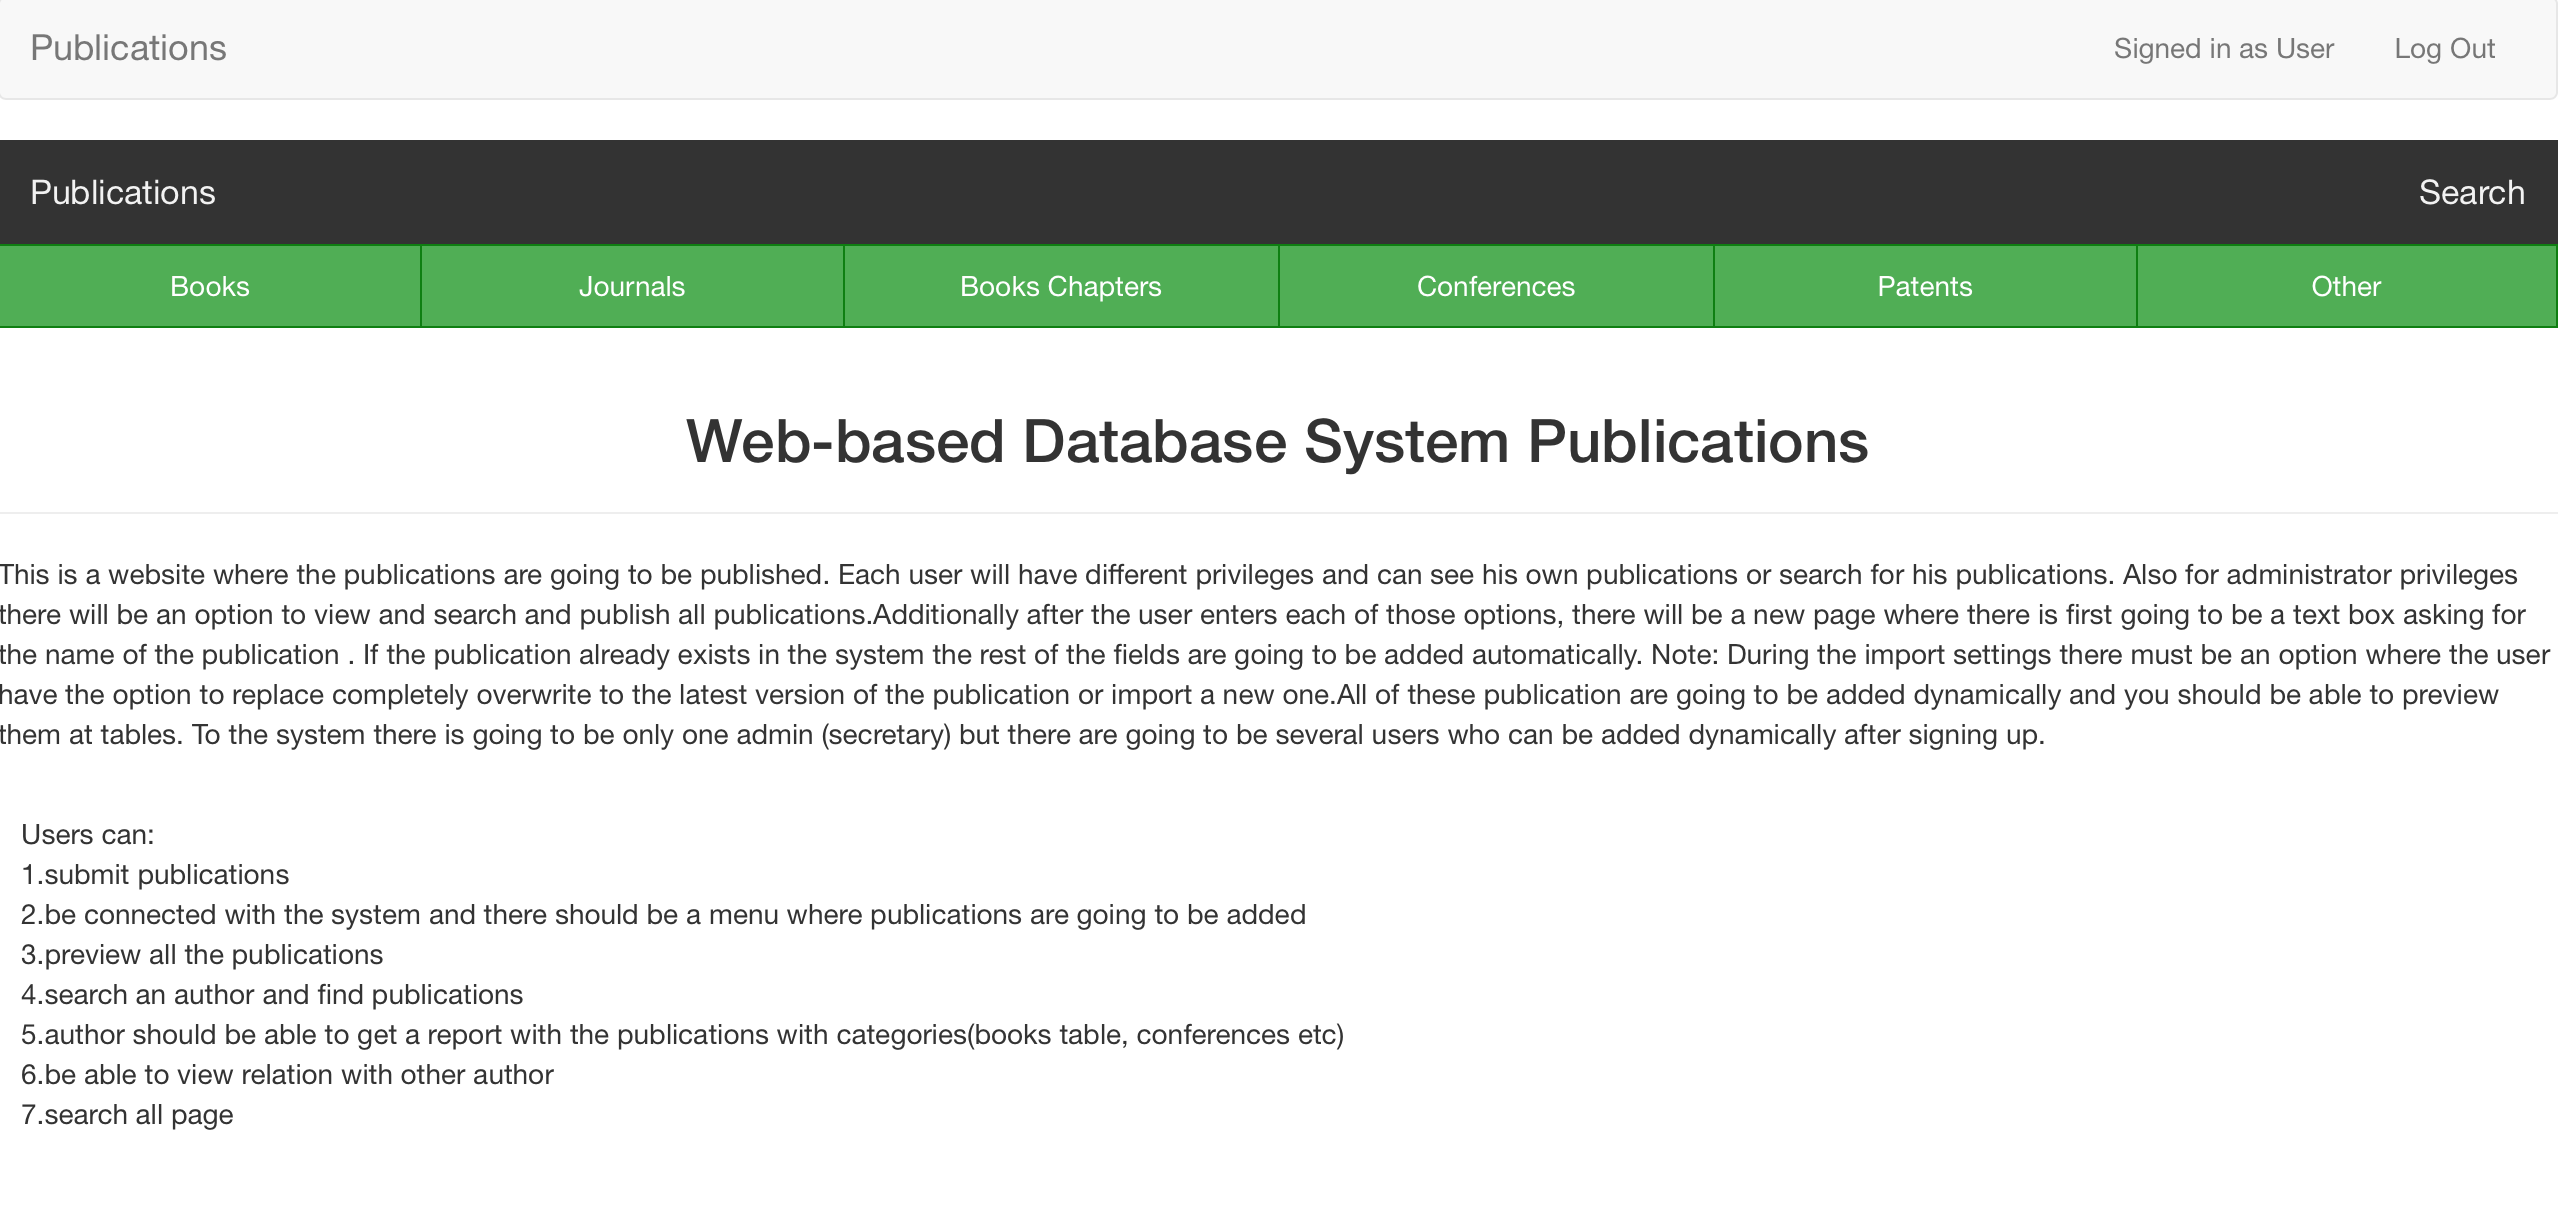 Publications
Signed in as User
Log Out
Publications
Search
Books
Journals
Books Chapters
Conferences
Patents
Other
Web-based Database System Publications
This is a website where the publications are going to be published. Each user will have different privileges and can see his own publications or search for his publications. Also for administrator privileges
there will be an option to view and search and publish all publications.Additionally after the user enters each of those options, there will be a new page where there is first going to be a text box asking for
the name of the publication . If the publication already exists in the system the rest of the fields are going to be added automatically. Note: During the import settings there must be an option where the user
have the option to replace completely overwrite to the latest version of the publication or import a new one.All of these publication are going to be added dynamically and you should be able to preview
them at tables. To the system there is going to be only one admin (secretary) but there are going to be several users who can be added dynamically after signing up.
Users can:
1.submit publications
2.be connected with the system and there should be a menu where publications are going to be added
3.preview all the publications
4.search an author and find publications
5.author should be able to get a report with the publications with categories(books table, conferences etc)
6.be able to view relation with other author
7.search all page